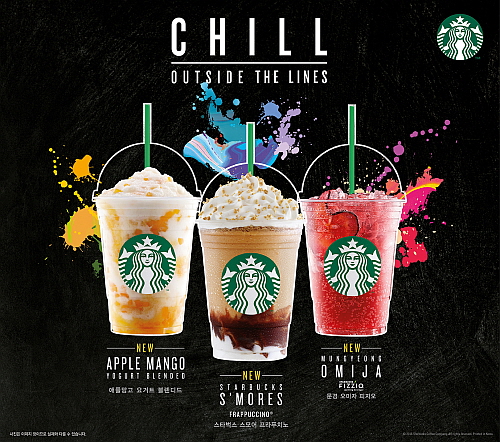 CHILL
OUTSIDE THE LINES
NEW
APPLE MANGO
YOGURT BLENDED
애플망고 요거트 블렌디드
NEW
STARBUCKS
S'MORES
FRAPPUCCINO®
스타벅스 스모어 프라푸치노
NEW
MUNGYEONG
OMIJA
FIZZIO
문경 오미자 피지오